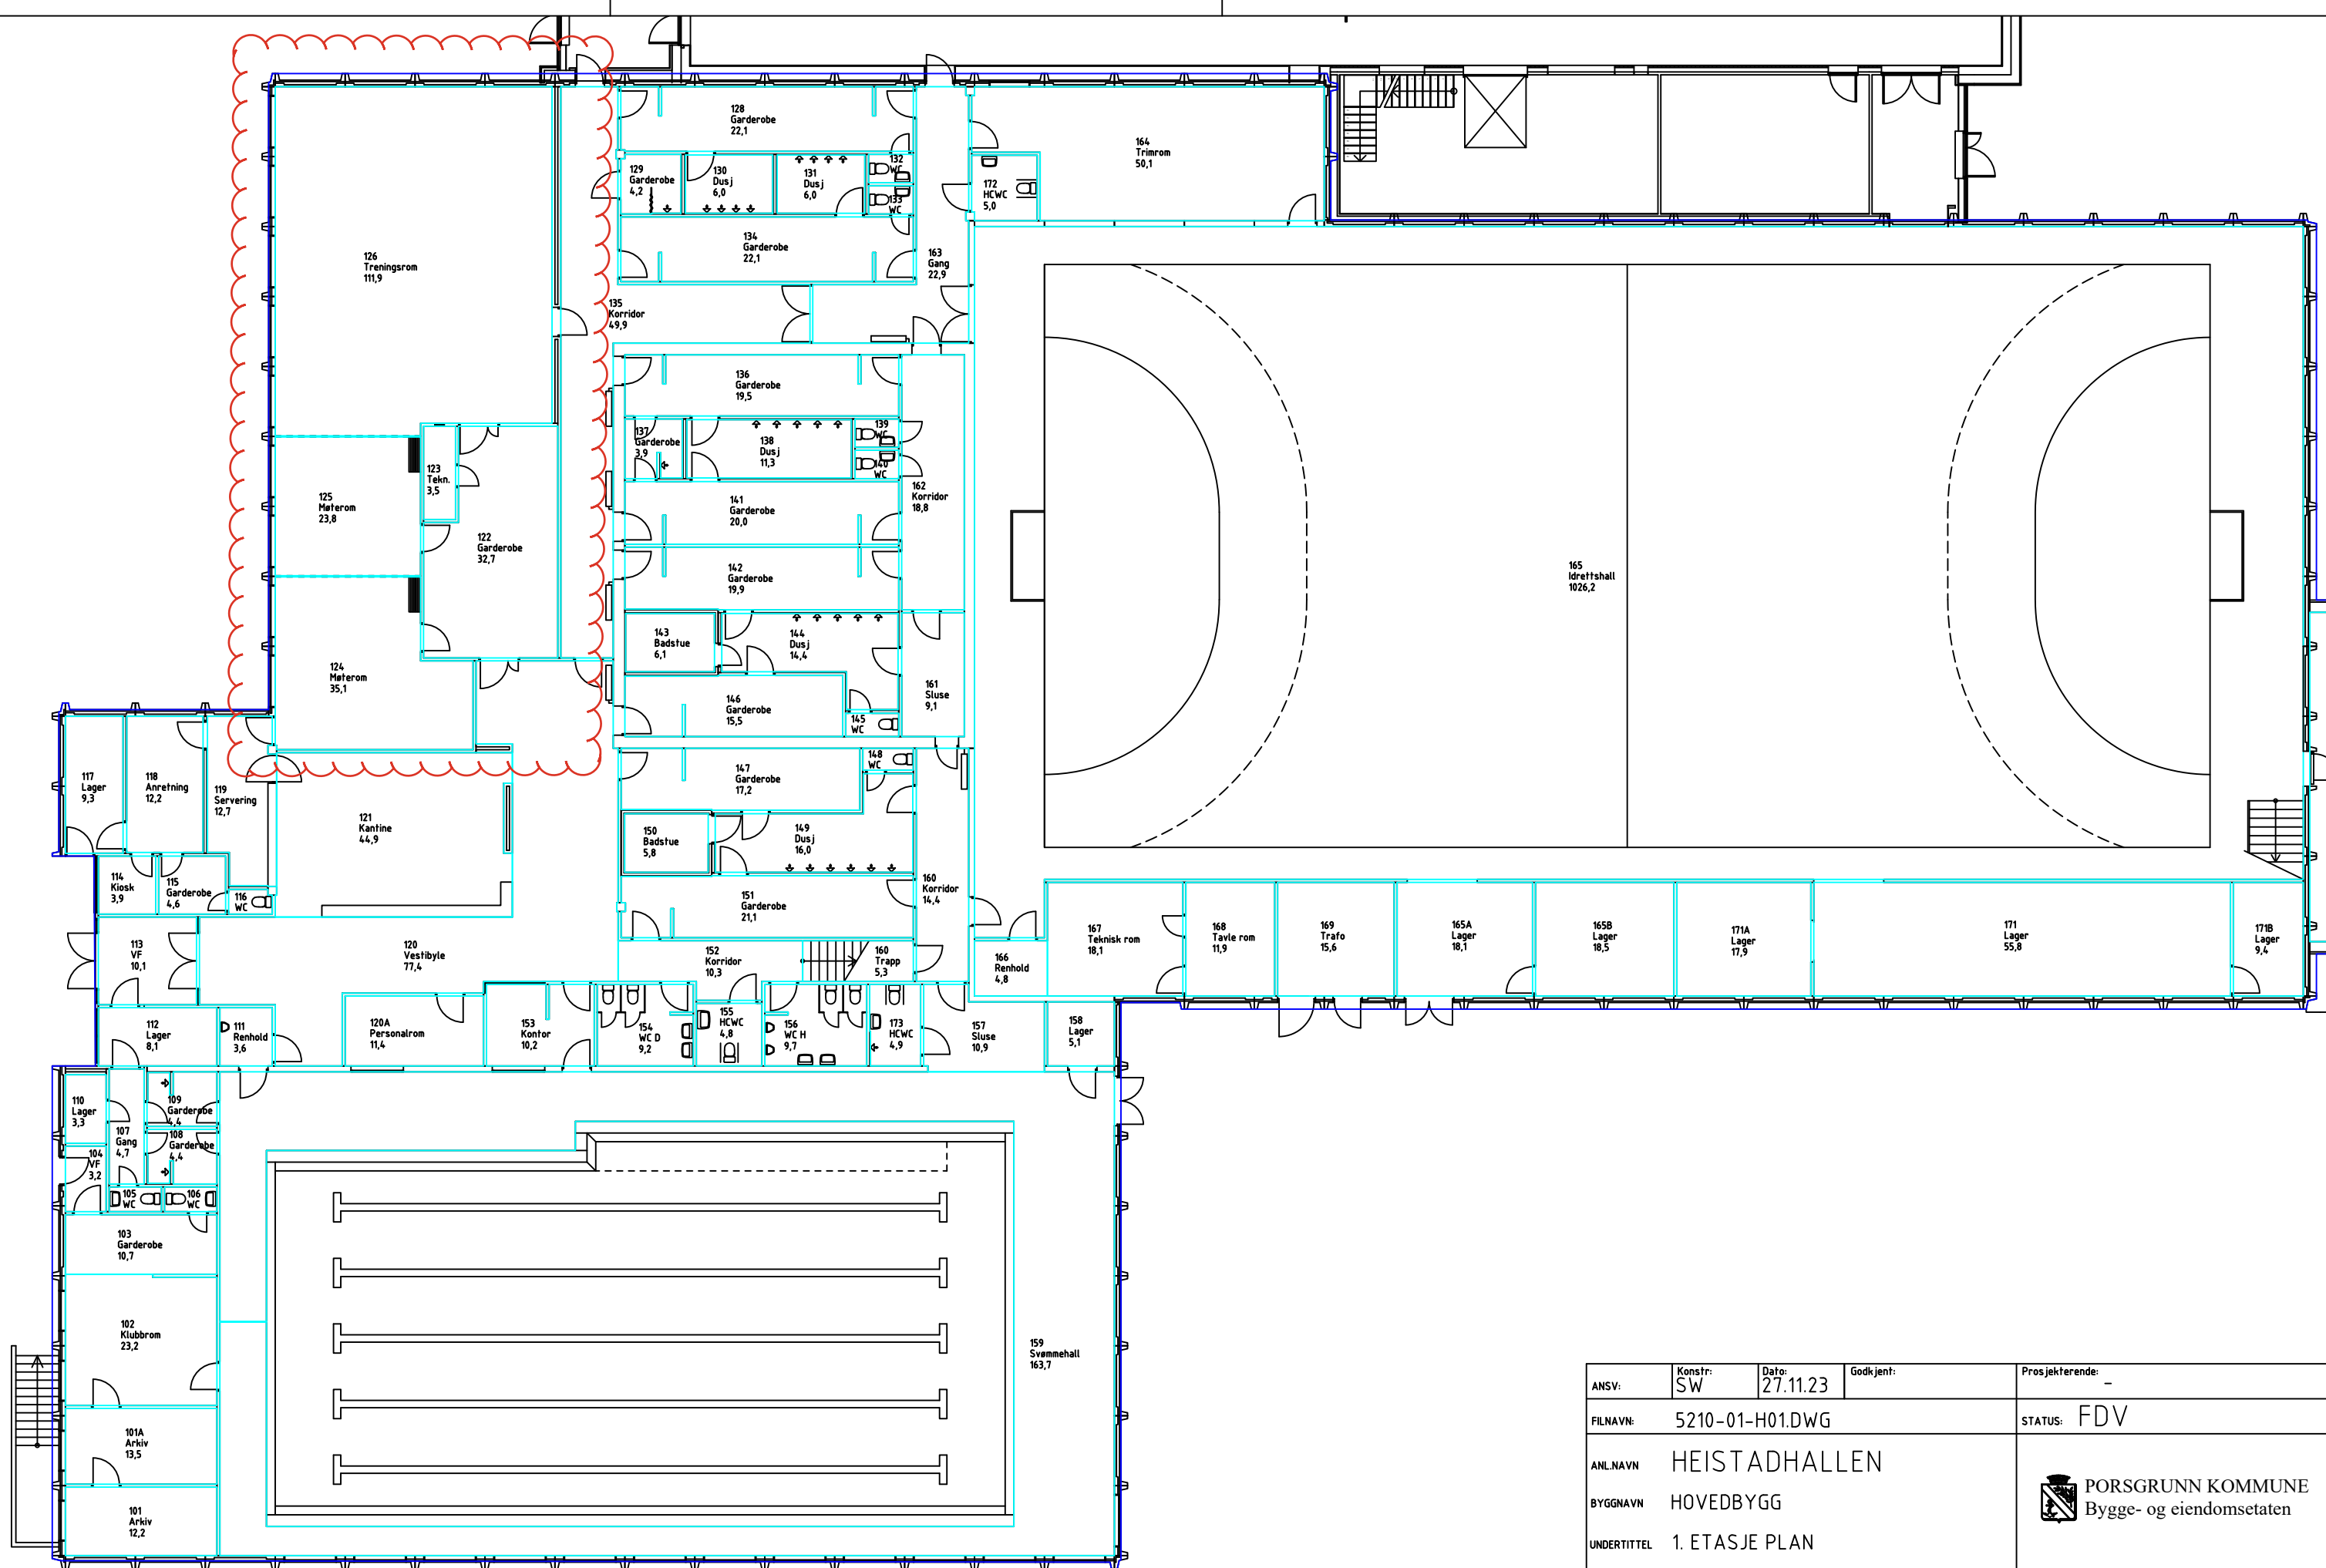 128
Garderobe
22,1
129
Garderobe
4,2
130
Dusj
6,0
131
Dusj
6,0
132
WC
133
WC
134
Garderobe
22,1
163
Gang
22,9
172
HCWC
5,0
164
Trimrom
50,1
126
Treningsrom
111,9
135
Korridor
49,9
136
Garderobe
19,5
137
Garderobe
3,9
138
Dusj
11,3
139
WC
140
WC
123
Tekn.
3,5
125
Møterom
23,8
141
Garderobe
20,0
162
Korridor
18,8
122
Garderobe
32,7
142
Garderobe
19,9
165
Idrettshall
1026,2
143
Badstue
6,1
144
Dusj
14,4
124
Møterom
35,1
146
Garderobe
15,5
145
WC
161
Sluse
9,1
117
Lager
9,3
118
Anretning
12,2
119
Servering
12,7
121
Kantine
44,9
147
Garderobe
17,2
148
WC
150
Badstue
5,8
149
Dusj
16,0
114
Kiosk
3,9
115
Garderobe
4,6
116
WC
151
Garderobe
21,1
160
Korridor
14,4
113
VF
10,1
120
Vestibyle
77,4
152
Korridor
10,3
160
Trapp
5,3
166
Renhold
4,8
167
Teknisk rom
18,1
168
Tavle rom
11,9
169
Trafo
15,6
165A
Lager
18,1
165B
Lager
18,5
171A
Lager
17,9
171
Lager
55,8
171B
Lager
9,4
112
Lager
8,1
111
Renhold
3,6
120A
Personalrom
11,4
153
Kontor
10,2
154
WC D
9,2
155
HCWC
4,8
156
WC H
9,7
173
HCWC
4,9
157
Sluse
10,9
158
Lager
5,1
110
Lager
3,3
107
Gang
4,7
109
Garderobe
4,4
108
Garderobe
4,4
104
VF
3,2
105
WC
106
WC
103
Garderobe
10,7
102
Klubbrom
23,2
159
Svømmehall
163,7
101A
Arkiv
13,5
101
Arkiv
12,2
ANSV:
Konstr:
SW
Dato:
27.11.23
Godkjent:
Prosjekterende:
-
FILNAVN: 5210-01-H01.DWG
STATUS: FDV
ANL.NAVN HEISTADHALLEN
BYGGNAVN HOVEDBYGG
UNDERTITTEL 1. ETASJE PLAN
PORSGRUNN KOMMUNE
Bygge- og eiendomsetaten